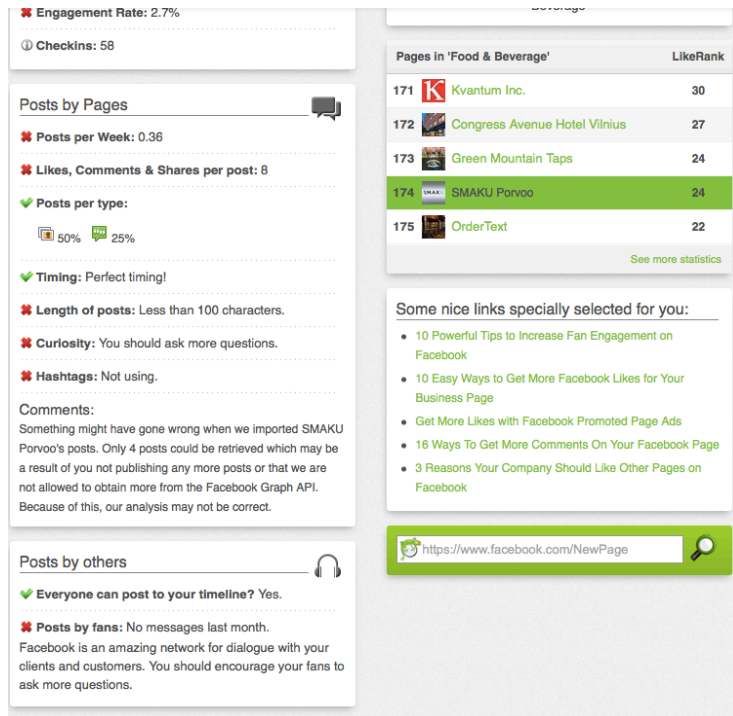 Engagement Rate: 2.7%
Checkins: 58
Posts by Pages
Posts per Week: 0.36
Likes, Comments & Shares per post: 8
Posts per type:
50% 25%
Timing: Perfect timing!
Length of posts: Less than 100 characters.
Curiosity: You should ask more questions.
Hashtags: Not using.
Comments:
Something might have gone wrong when we imported SMAKU
Porvoo's posts. Only 4 posts could be retrieved which may be
a result of you not publishing any more posts or that we are
not allowed to obtain more from the Facebook Graph API.
Because of this, our analysis may not be correct.
Posts by others
Everyone can post to your timeline? Yes.
Posts by fans: No messages last month.
Facebook is an amazing network for dialogue with your
clients and customers. You should encourage your fans to
ask more questions.
Beverage
Pages in 'Food & Beverage' LikeRank
171 K Kvantum Inc. 30
172 Congress Avenue Hotel Vilnius 27
173 Green Mountain Taps 24
174 SMAKU SMAKU Porvoo 24
175 OrderText 22
See more statistics
Some nice links specially selected for you:
10 Powerful Tips to Increase Fan Engagement on
Facebook
10 Easy Ways to Get More Facebook Likes for Your
Business Page
Get More Likes with Facebook Promoted Page Ads
16 Ways To Get More Comments On Your Facebook Page
3 Reasons Your Company Should Like Other Pages on
Facebook
https://www.facebook.com/NewPage